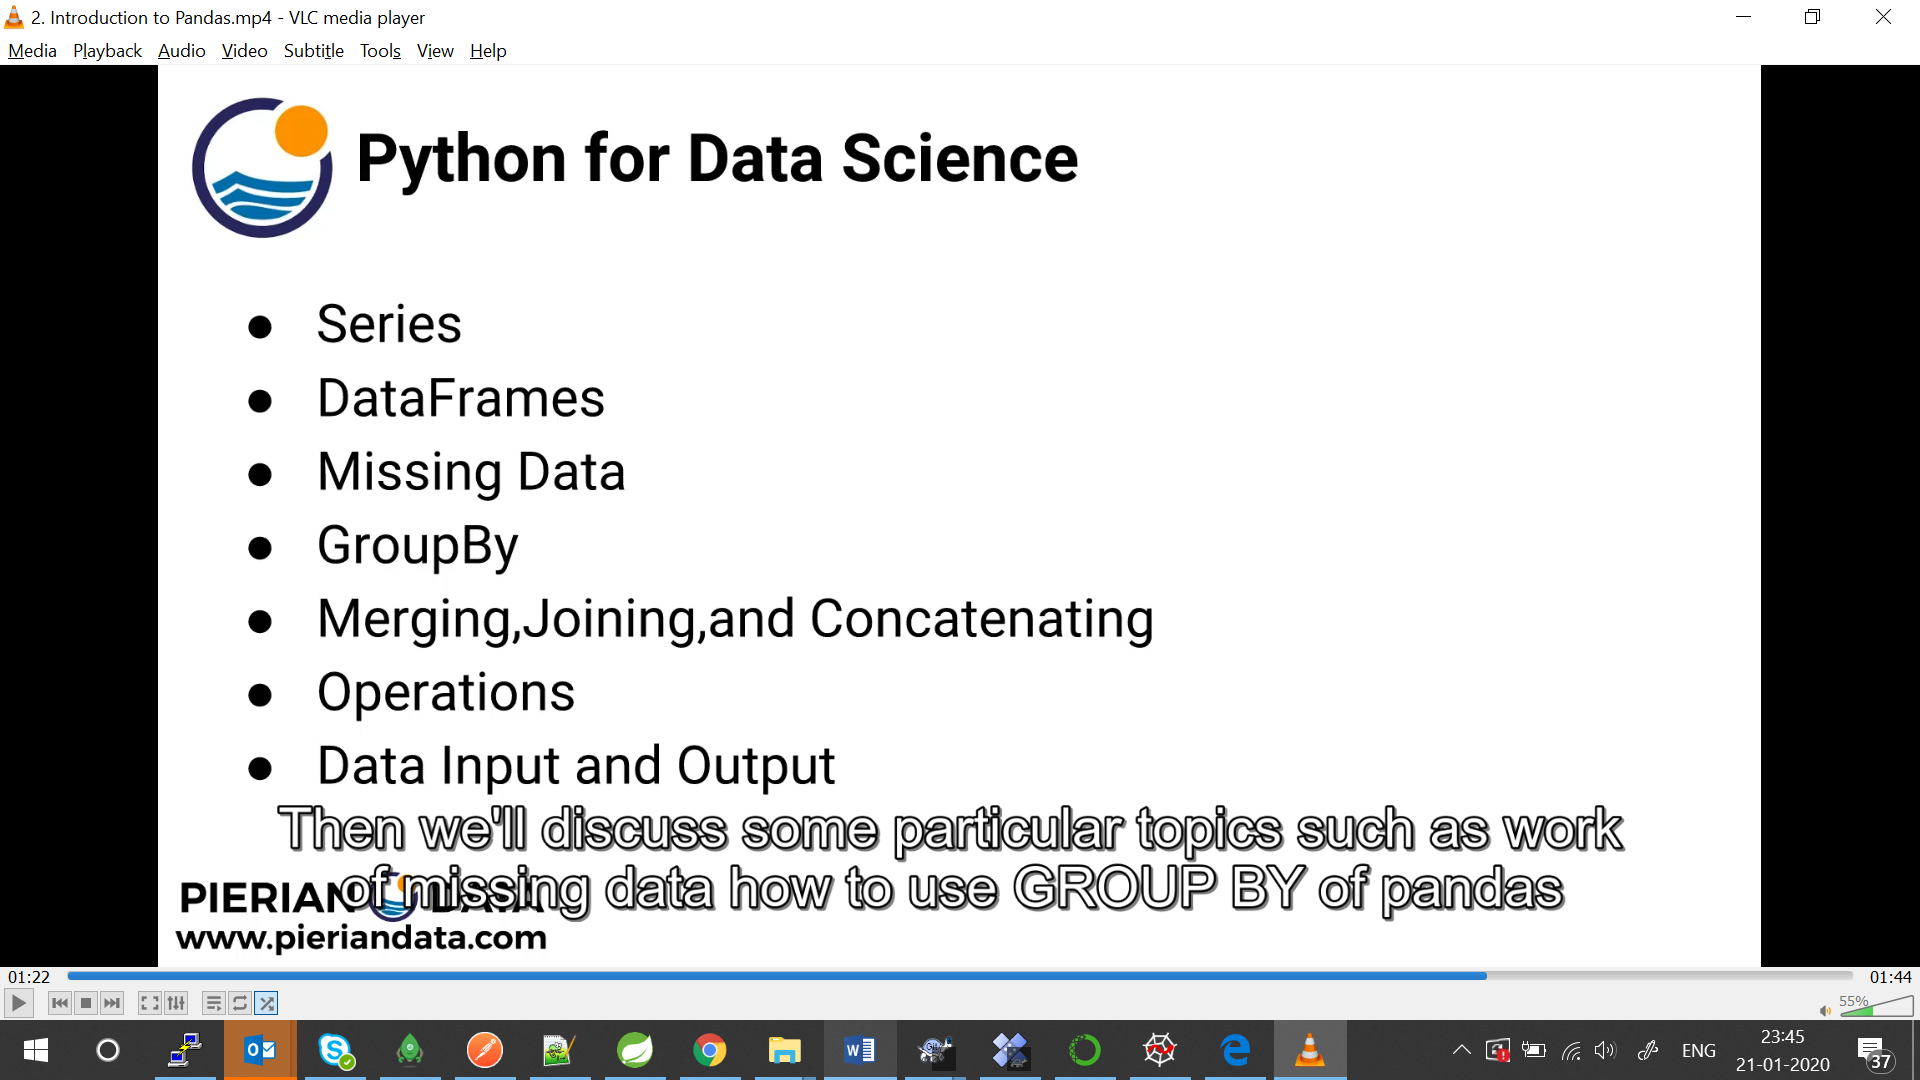 2. Introduction to Pandas.mp4 - VLC media player
Media Playback Audio Video Subtitle Tools View Help
Python for Data Science
● Series
● DataFrames
● Missing Data
● GroupBy
● Merging,Joining,and Concatenating
● Operations
● Data Input and Output
Then we'll discuss some particular topics such as work
of missing data how to use GROUP BY of pandas
PIERIAN DATA
www.pieriandata.com
01:22 01:44
55%
ENG
23:45
21-01-2020
37